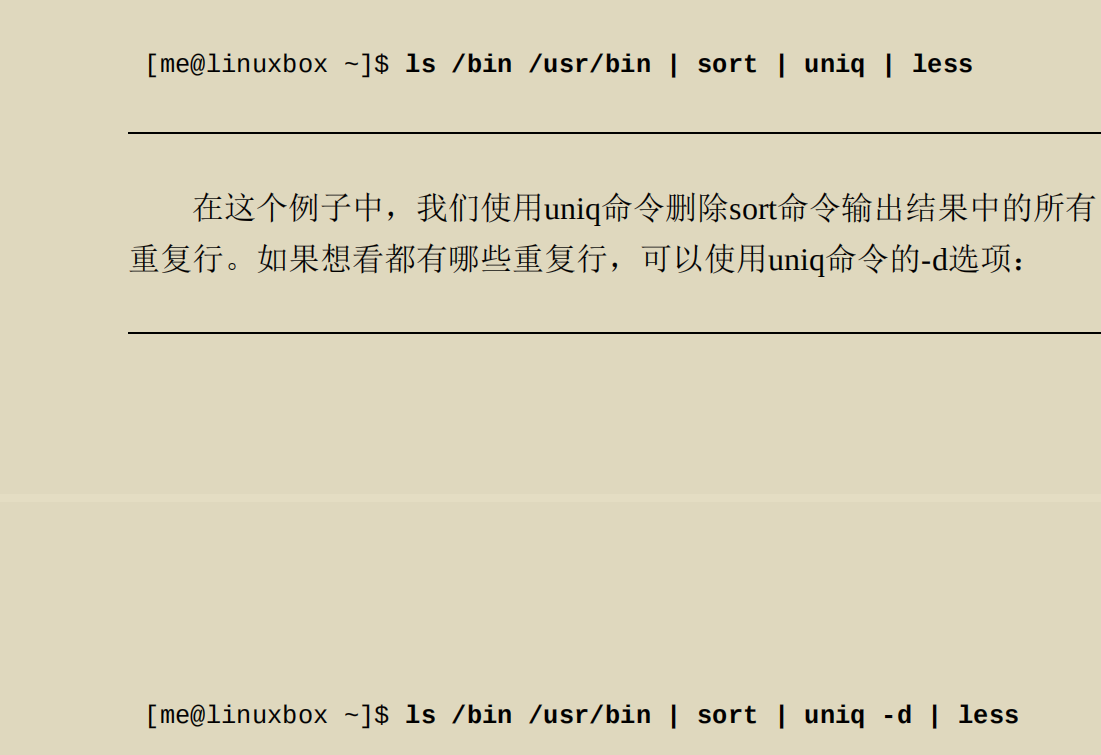 [me@linuxbox ~]$ ls /bin /usr/bin | sort | uniq | less
在这个例子中，我们使用uniq命令删除sort命令输出结果中的所有
重复行。如果想看都有哪些重复行，可以使用uniq命令的-d选项：
[me@linuxbox ~]$ ls /bin /usr/bin | sort | uniq -d | less